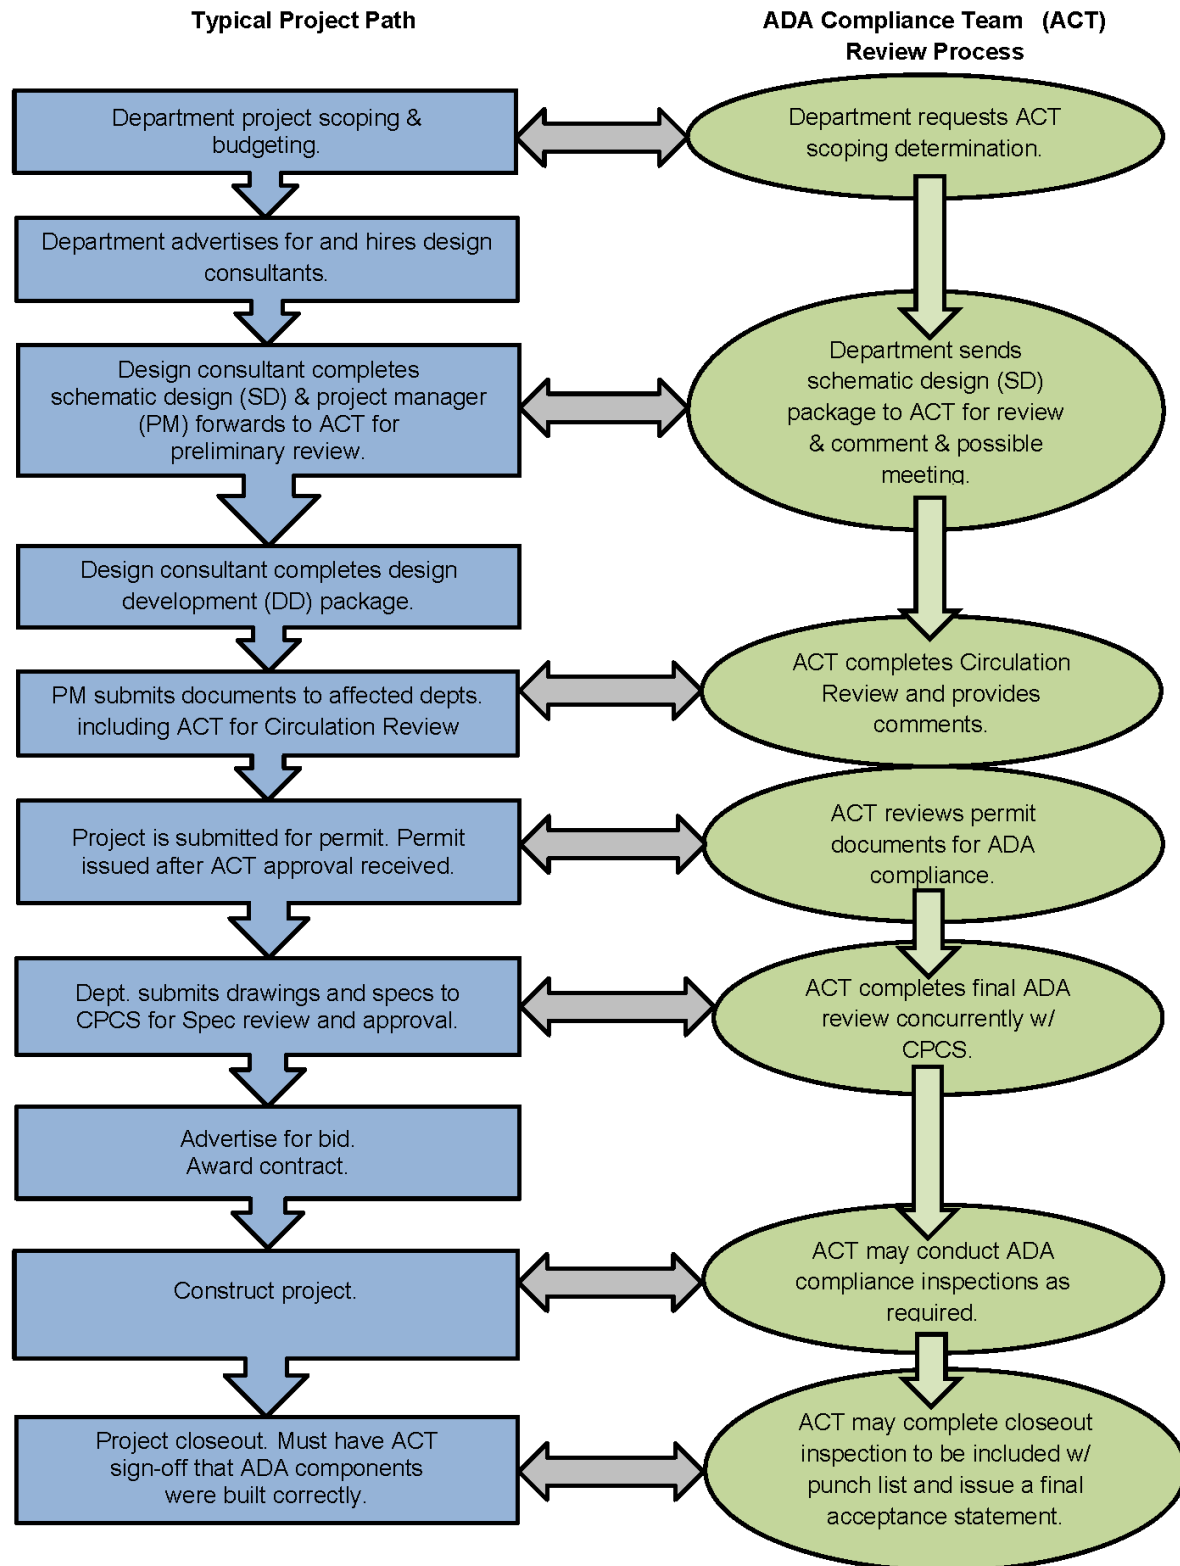 Typical Project Path
ADA Compliance Team (ACT)
Review Process
Department project scoping &
budgeting.
Department requests ACT
scoping determination.
Department advertises for and hires design
consultants.
Design consultant completes
schematic design (SD) & project manager
(PM) forwards to ACT for
preliminary review.
Department sends
schematic design (SD)
package to ACT for review
& comment & possible
meeting.
Design consultant completes design
development (DD) package.
PM submits documents to affected depts.
including ACT for Circulation Review
ACT completes Circulation
Review and provides
comments.
Project is submitted for permit. Permit
issued after ACT approval received.
ACT reviews permit
documents for ADA
compliance.
Dept. submits drawings and specs to
CPCS for Spec review and approval.
ACT completes final ADA
review concurrently w/
CPCS.
Advertise for bid.
Award contract.
Construct project.
ACT may conduct ADA
compliance inspections as
required.
Project closeout. Must have ACT
sign-off that ADA components
were built correctly.
ACT may complete closeout
inspection to be included w/
punch list and issue a final
acceptance statement.